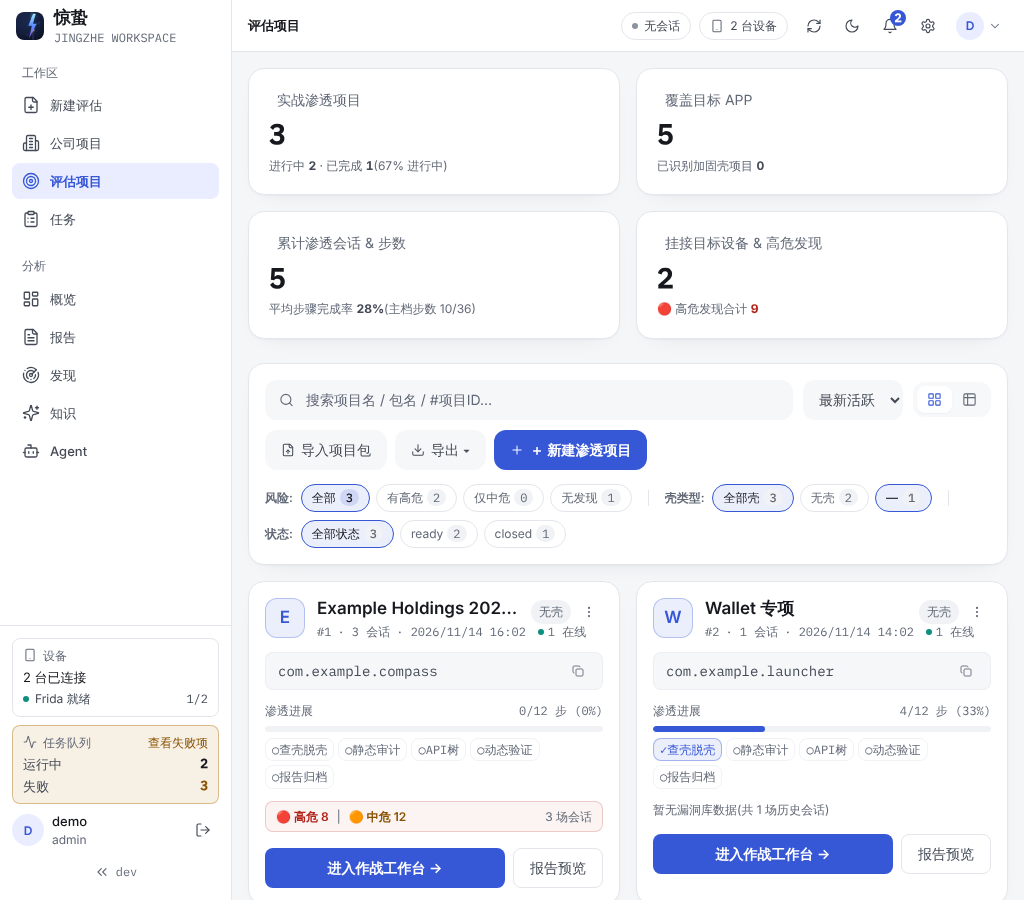 惊蛰
JINGZHE WORKSPACE
工作区
新建评估
公司项目
评估项目
任务
分析
概览
报告
发现
知识
Agent
设备
2 台已连接
Frida 就绪 1/2
任务队列 查看失败项
运行中 2
失败 3
D demo
admin
dev
评估项目
无会话 2 台设备 2 D
实战渗透项目
3
进行中 2 · 已完成 1(67% 进行中)
覆盖目标 APP
5
已识别加固壳项目 0
累计渗透会话 & 步数
5
平均步骤完成率 28%(主档步数 10/36)
挂接目标设备 & 高危发现
2
🔴 高危发现合计 9
搜索项目名 / 包名 / #项目ID... 最新活跃
导入项目包 导出 + 新建渗透项目
风险: 全部 3 有高危 2 仅中危 0 无发现 1 壳类型: 全部壳 3 无壳 2 — 1
状态: 全部状态 3 ready 2 closed 1
E Example Holdings 202... 无壳
#1 · 3 会话 · 2026/11/14 16:02 1 在线
com.example.compass
渗透进展 0/12 步 (0%)
○查壳脱壳 ○静态审计 ○API树 ○动态验证
○报告归档
🔴 高危 8 | 🟠 中危 12 3 场会话
进入作战工作台 → 报告预览
W Wallet 专项 无壳
#2 · 1 会话 · 2026/11/14 14:02 1 在线
com.example.launcher
渗透进展 4/12 步 (33%)
✓查壳脱壳 ○静态审计 ○API树 ○动态验证
○报告归档
暂无漏洞库数据(共 1 场历史会话)
进入作战工作台 → 报告预览